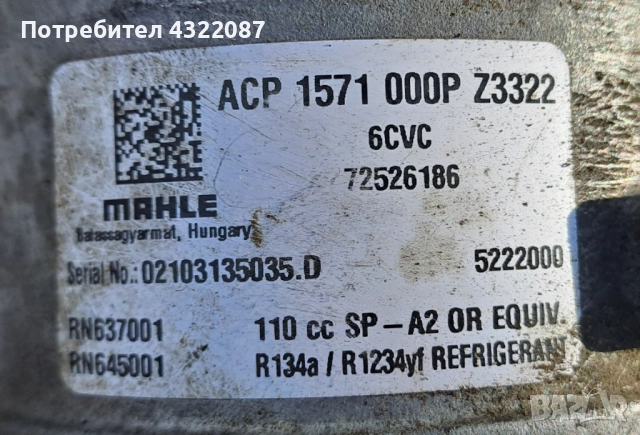 Потребител 4322087
ACP 1571 000P Z3322
6CVC
72526186
MAHLE
Balassagyarmat, Hungary
Serial No.: 02103135035.D
5222000
RN637001
110 cc SP-A2 OR EQUIV.
RN645001
R134a / R1234yf REFRIGERANT
BAZAR